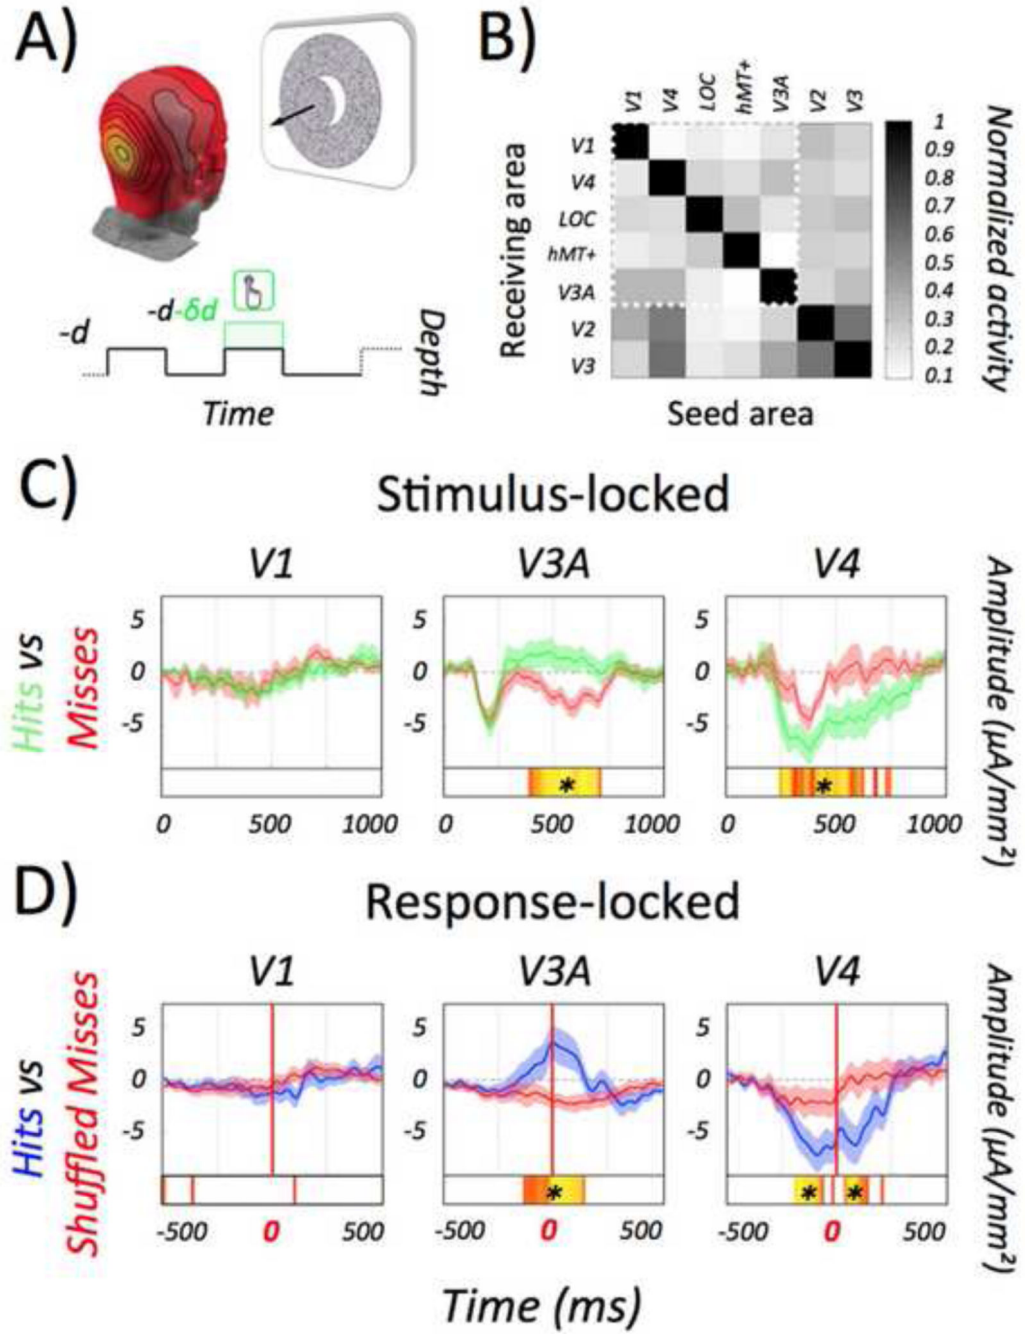 A)
-d
-d-δd
Depth
Time
B)
V1 V4 LOC hMT+ V3A V2 V3
Receiving area
V1
V4
LOC
hMT+
V3A
V2
V3
Seed area
1
0.9
0.8
0.7
0.6
0.5
0.4
0.3
0.2
0.1
Normalized activity
C)
Stimulus-locked
V1 V3A V4
Hits vs
Misses
5 5 5
0 0 0
-5 -5 -5
* *
0 500 1000 0 500 1000 0 500 1000
Amplitude (μA/mm²)
D)
Response-locked
V1 V3A V4
Hits vs
Shuffled Misses
5 5 5
0 0 0
-5 -5 -5
* * *
-500 0 500 -500 0 500 -500 0 500
Amplitude (μA/mm²)
Time (ms)